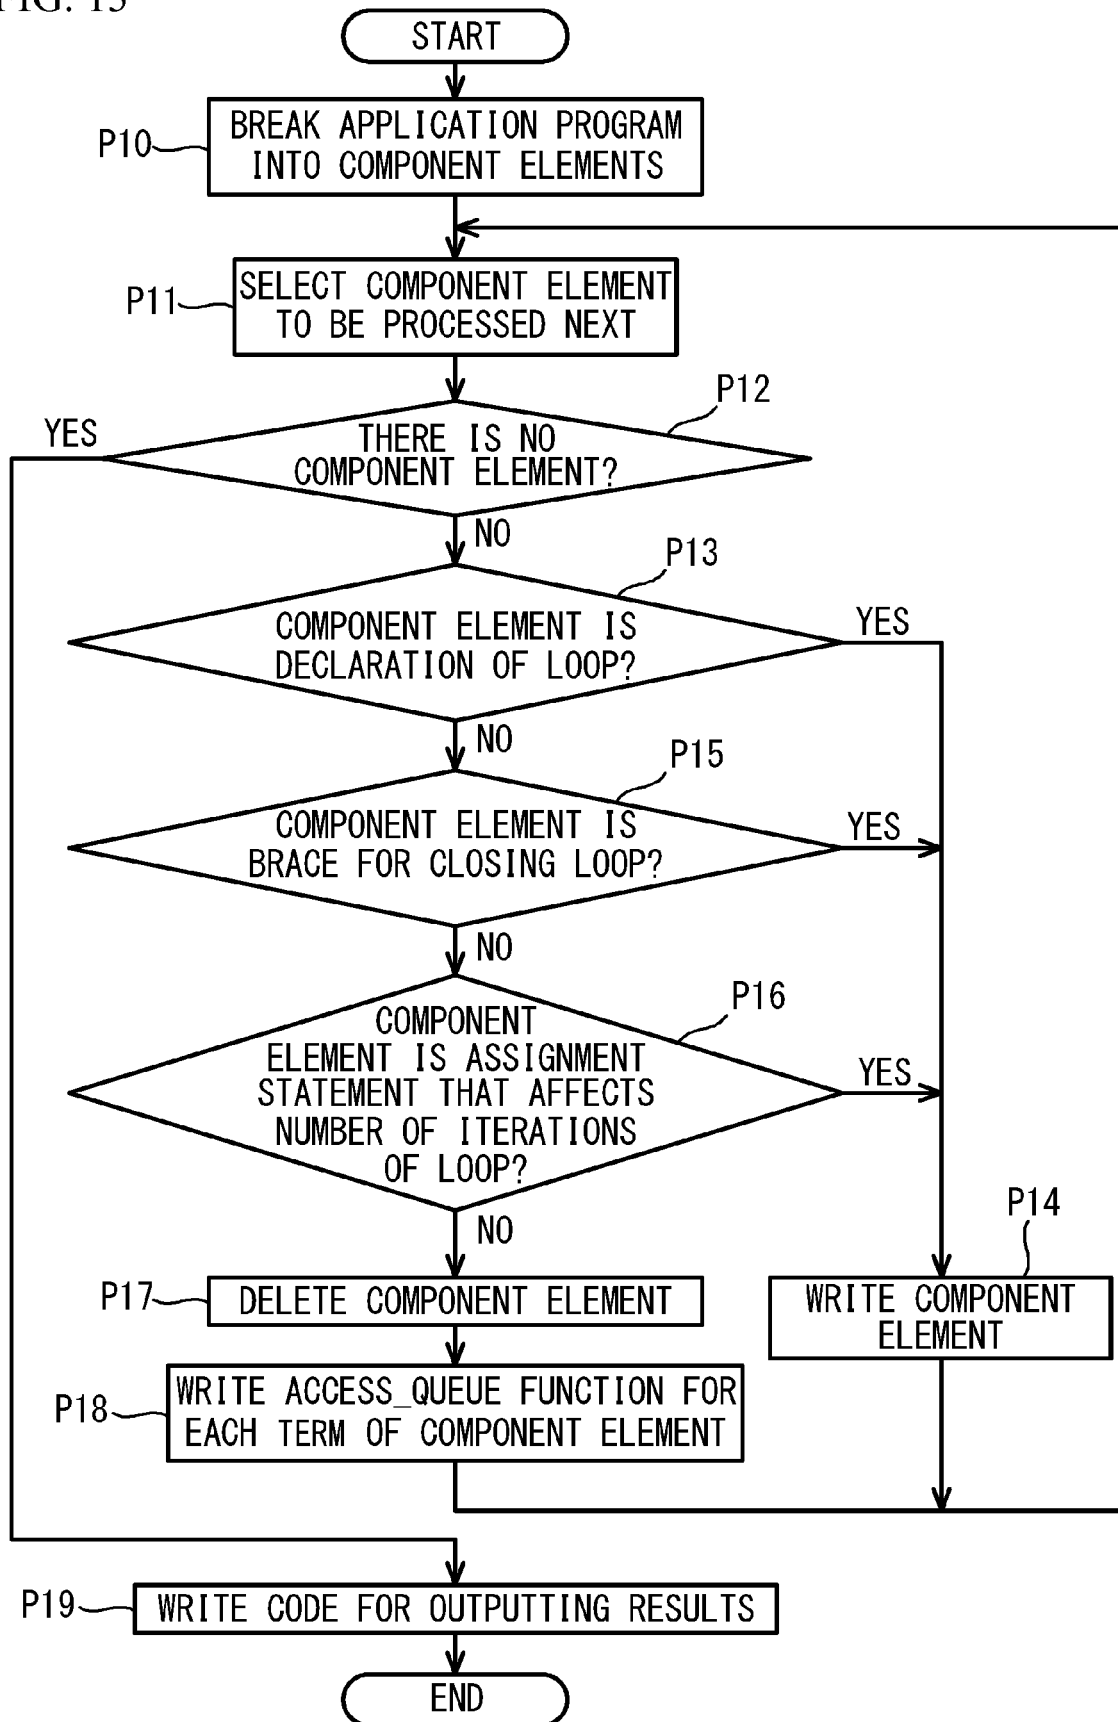 FIG. 13
START
P10
BREAK APPLICATION PROGRAM
INTO COMPONENT ELEMENTS
P11
SELECT COMPONENT ELEMENT
TO BE PROCESSED NEXT
P12
YES
THERE IS NO
COMPONENT ELEMENT?
NO
P13
COMPONENT ELEMENT IS
DECLARATION OF LOOP?
YES
NO
P15
COMPONENT ELEMENT IS
BRACE FOR CLOSING LOOP?
YES
NO
P16
COMPONENT
ELEMENT IS ASSIGNMENT
STATEMENT THAT AFFECTS
NUMBER OF ITERATIONS
OF LOOP?
YES
NO
P14
WRITE COMPONENT
ELEMENT
P17
DELETE COMPONENT ELEMENT
P18
WRITE ACCESS_QUEUE FUNCTION FOR
EACH TERM OF COMPONENT ELEMENT
P19
WRITE CODE FOR OUTPUTTING RESULTS
END